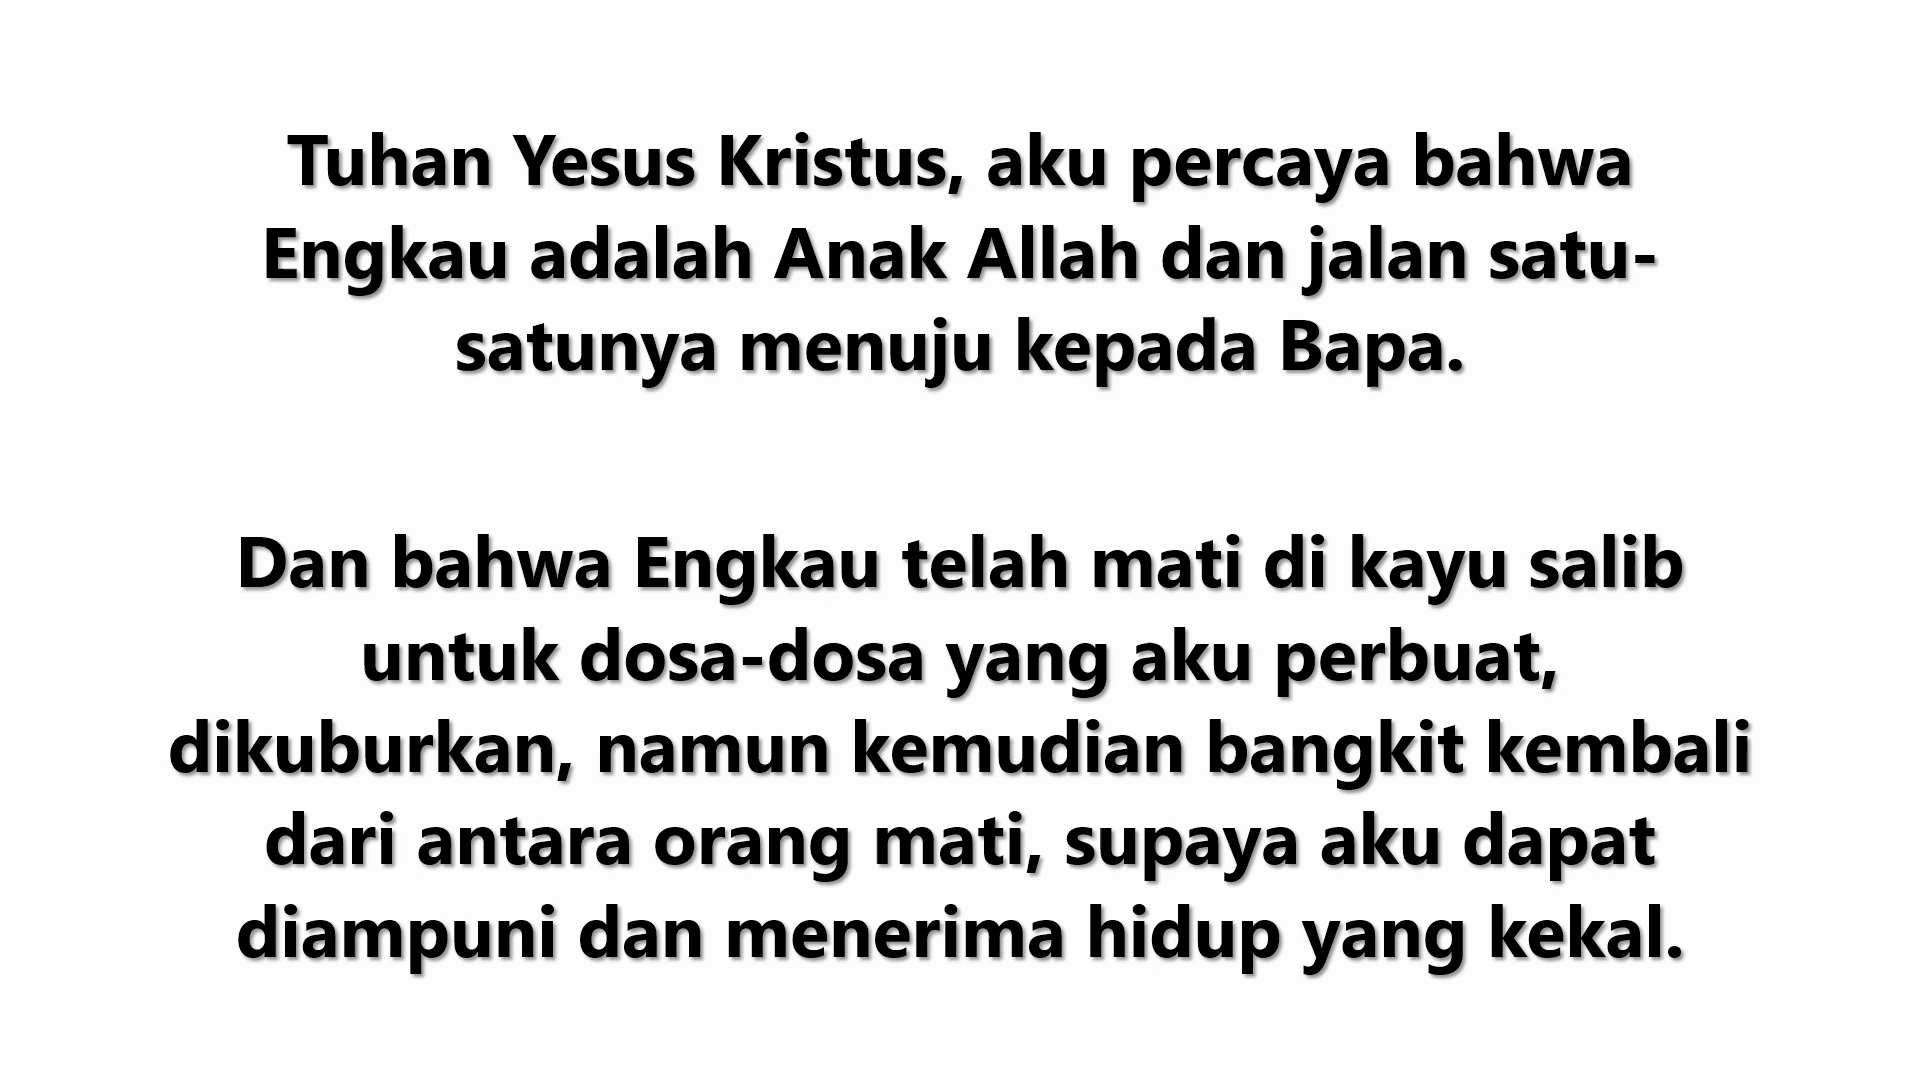 Tuhan Yesus Kristus, aku percaya bahwa
Engkau adalah Anak Allah dan jalan satu-
satunya menuju kepada Bapa.
Dan bahwa Engkau telah mati di kayu salib
untuk dosa-dosa yang aku perbuat,
dikuburkan, namun kemudian bangkit kembali
dari antara orang mati, supaya aku dapat
diampuni dan menerima hidup yang kekal.